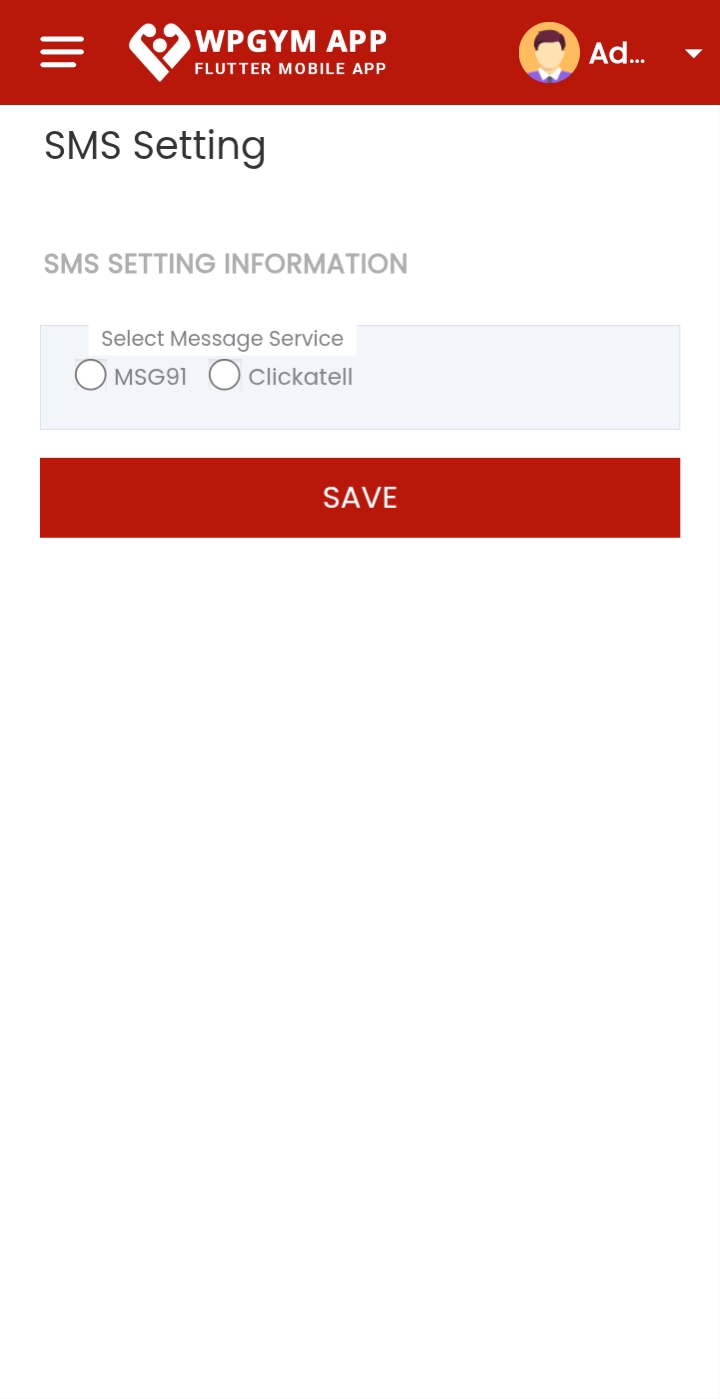 WPGYM APP
FLUTTER MOBILE APP
Ad...
SMS Setting
SMS SETTING INFORMATION
Select Message Service
MSG91 Clickatell
SAVE